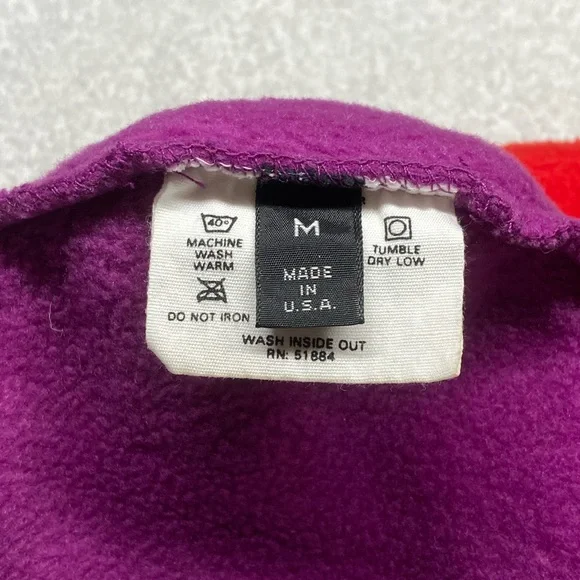 40°
MACHINE
WASH
WARM
DO NOT IRON
M
MADE
IN
U.S.A.
TUMBLE
DRY LOW
WASH INSIDE OUT
RN: 51884